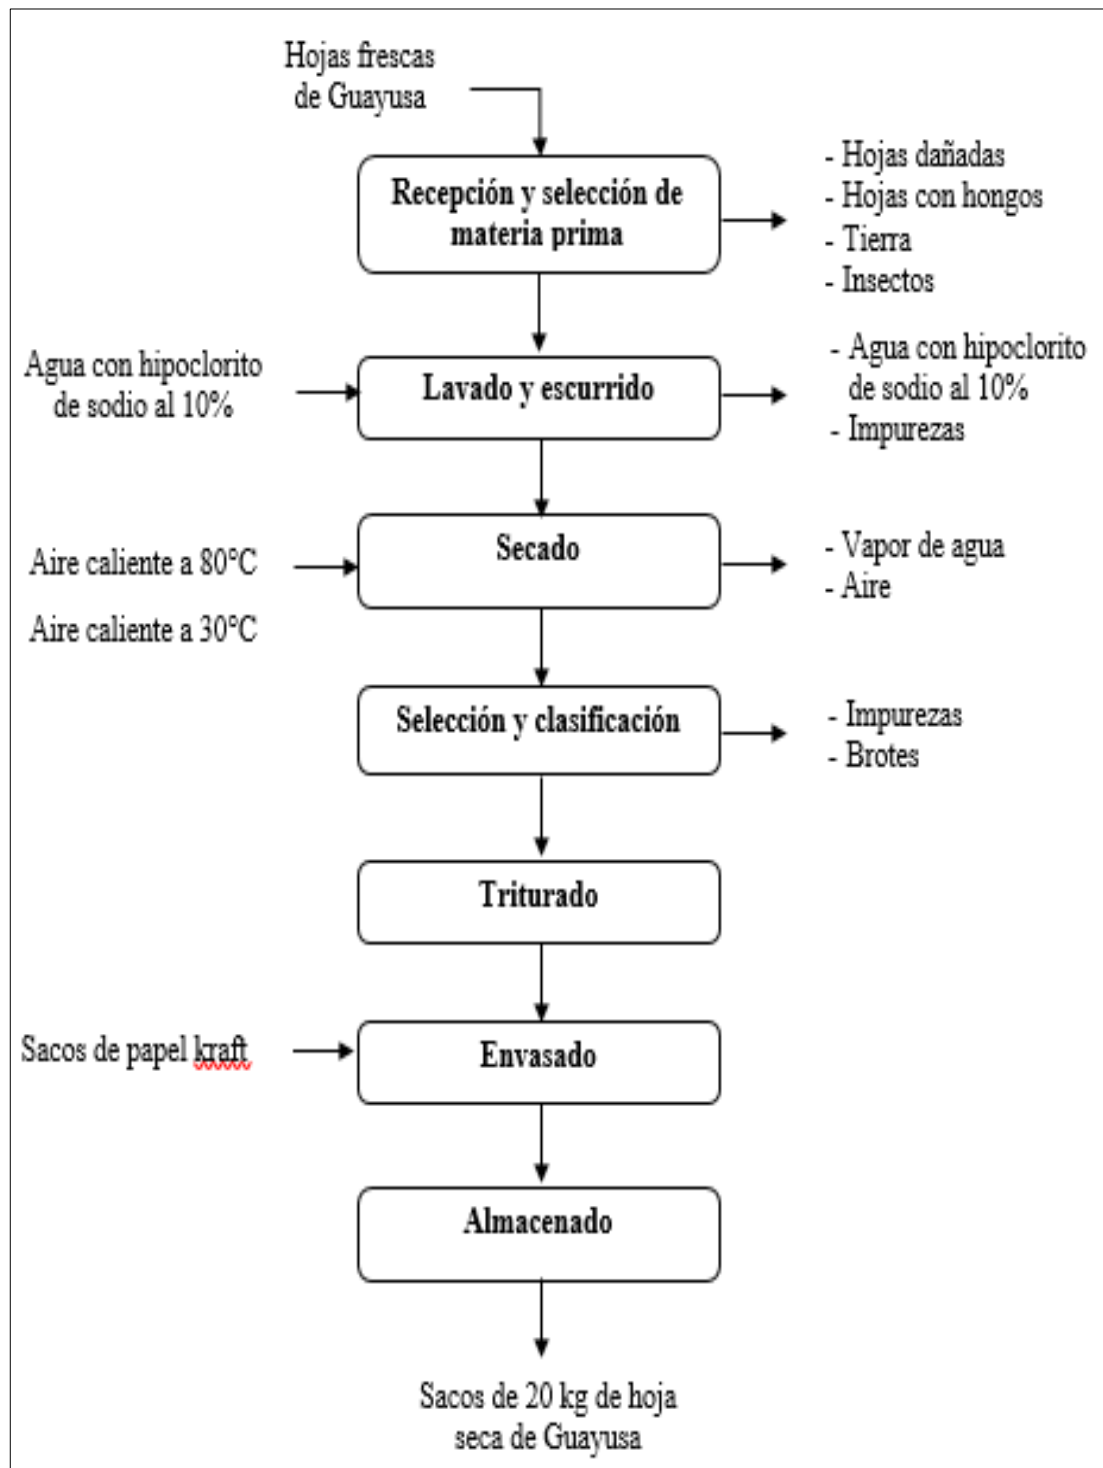 Hojas frescas
de Guayusa
Recepción y selección de
materia prima
- Hojas dañadas
- Hojas con hongos
- Tierra
- Insectos
Agua con hipoclorito
de sodio al 10%
Lavado y escurrido
- Agua con hipoclorito
de sodio al 10%
- Impurezas
Aire caliente a 80°C
Aire caliente a 30°C
Secado
- Vapor de agua
- Aire
Selección y clasificación
- Impurezas
- Brotes
Triturado
Sacos de papel kraft
Envasado
Almacenado
Sacos de 20 kg de hoja
seca de Guayusa